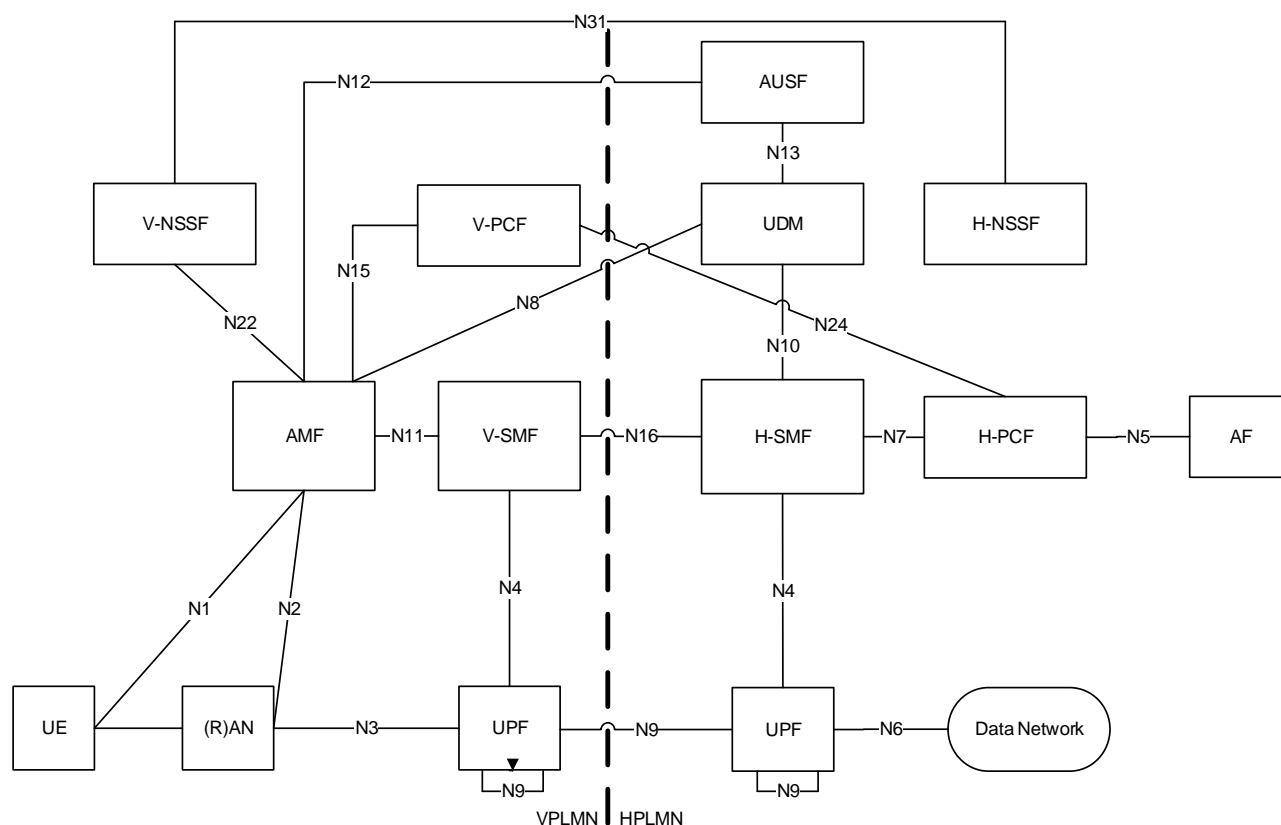 N31
N12
AUSF
N13
V-NSSF
V-PCF
UDM
H-NSSF
N15
N8
N22
N24
N10
AMF
N11
V-SMF
N16
H-SMF
N7
H-PCF
N5
AF
N4
N4
N1
N2
UE
(R)AN
N3
UPF
N9
UPF
N6
Data Network
N9
N9
VPLMN
HPLMN